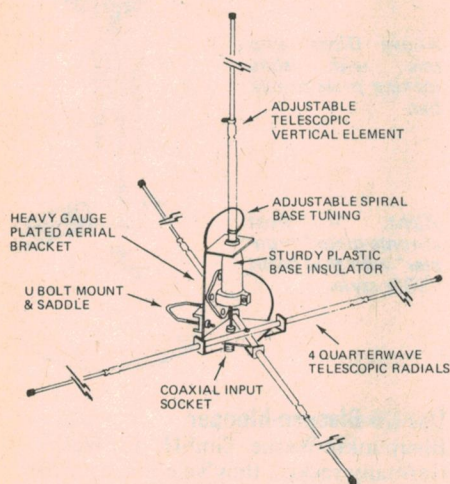 ADJUSTABLE
TELESCOPIC
VERTICAL ELEMENT
ADJUSTABLE SPIRAL
BASE TUNING
HEAVY GAUGE
PLATED AERIAL
BRACKET
STURDY PLASTIC
BASE INSULATOR
U BOLT MOUNT
& SADDLE
4 QUARTERWAVE
TELESCOPIC RADIALS
COAXIAL INPUT
SOCKET